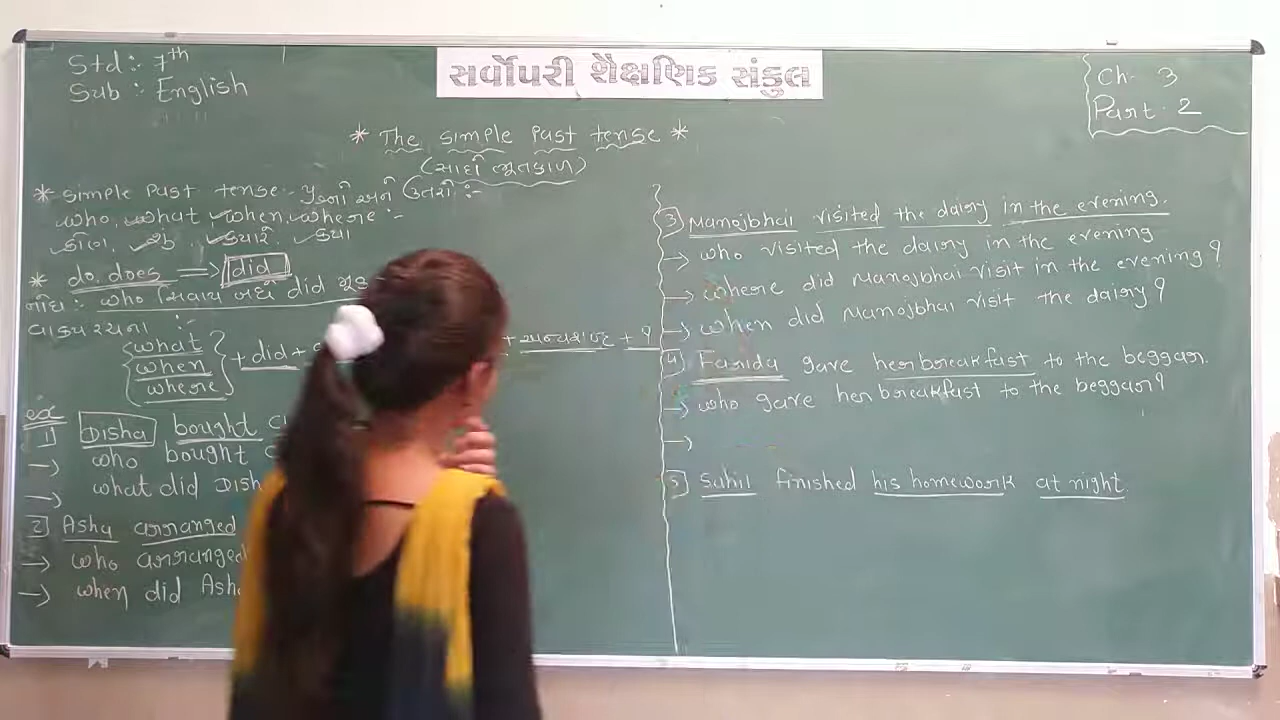 Std :- 7th
Sub :- English
સર્વોપરી શૈક્ષણિક સંકુલ
Ch- 3
Part- 2
* The simple Past tense *
(સાદો ભૂતકાળ)
* simple Past tense :-
who, what, when, where :-
કોણ, શું, ક્યારે, ક્યાં
* do. does => did
નોંધ : who સિવાય બધાં did
વાક્ય રચના :-
what
when
where
+ did +
+ અન્ય શબ્દ + ?
ex
1] Disha bought
-> who bought
-> what did Dish
2] Asha arranged
-> who arranged
-> when did Asha
3] Manojbhai visited the dairy in the evening.
-> who visited the dairy in the evening
-> where did Manojbhai visit in the evening ?
-> when did Manojbhai visit the dairy ?
4] Farida gave her breakfast to the beggar.
-> who gave her breakfast to the beggar?
->
5] Sahil finished his homework at night.